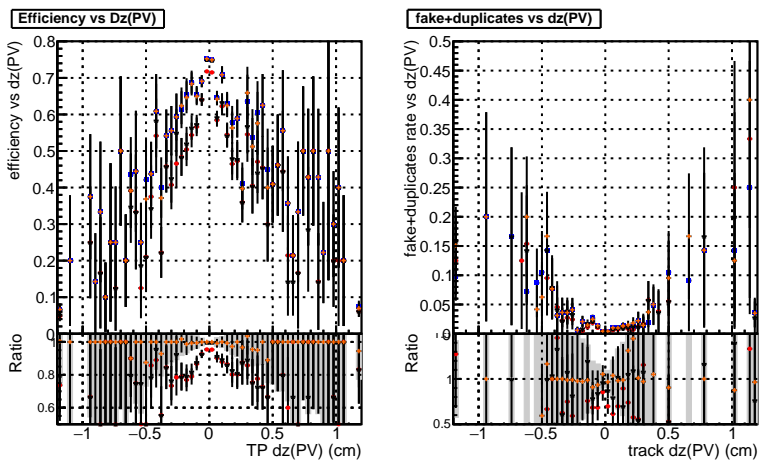 Efficiency vs Dz(PV)
fake+duplicates vs dz(PV)
efficiency vs dz(PV)
0.8
0.7
0.6
0.5
0.4
0.3
0.2
0.1
0
Ratio
1
0.8
0.6
−1 −0.5 0 0.5 1
TP dz(PV) (cm)
fake+duplicates rate vs dz(PV)
0.5
0.45
0.4
0.35
0.3
0.25
0.2
0.15
0.1
0.05
0
Ratio
1
0.5
−1 −0.5 0 0.5 1
track dz(PV) (cm)